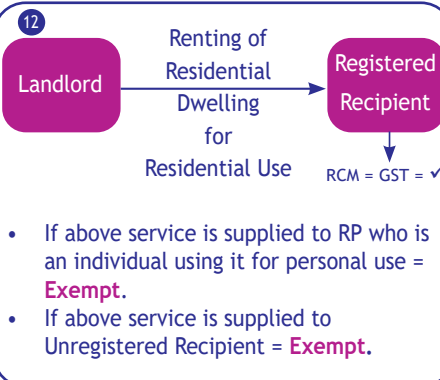 12
Landlord
Renting of
Residential
Dwelling
for
Residential Use
Registered
Recipient
RCM = GST = ✓
• If above service is supplied to RP who is
an individual using it for personal use =
Exempt.
• If above service is supplied to
Unregistered Recipient = Exempt.